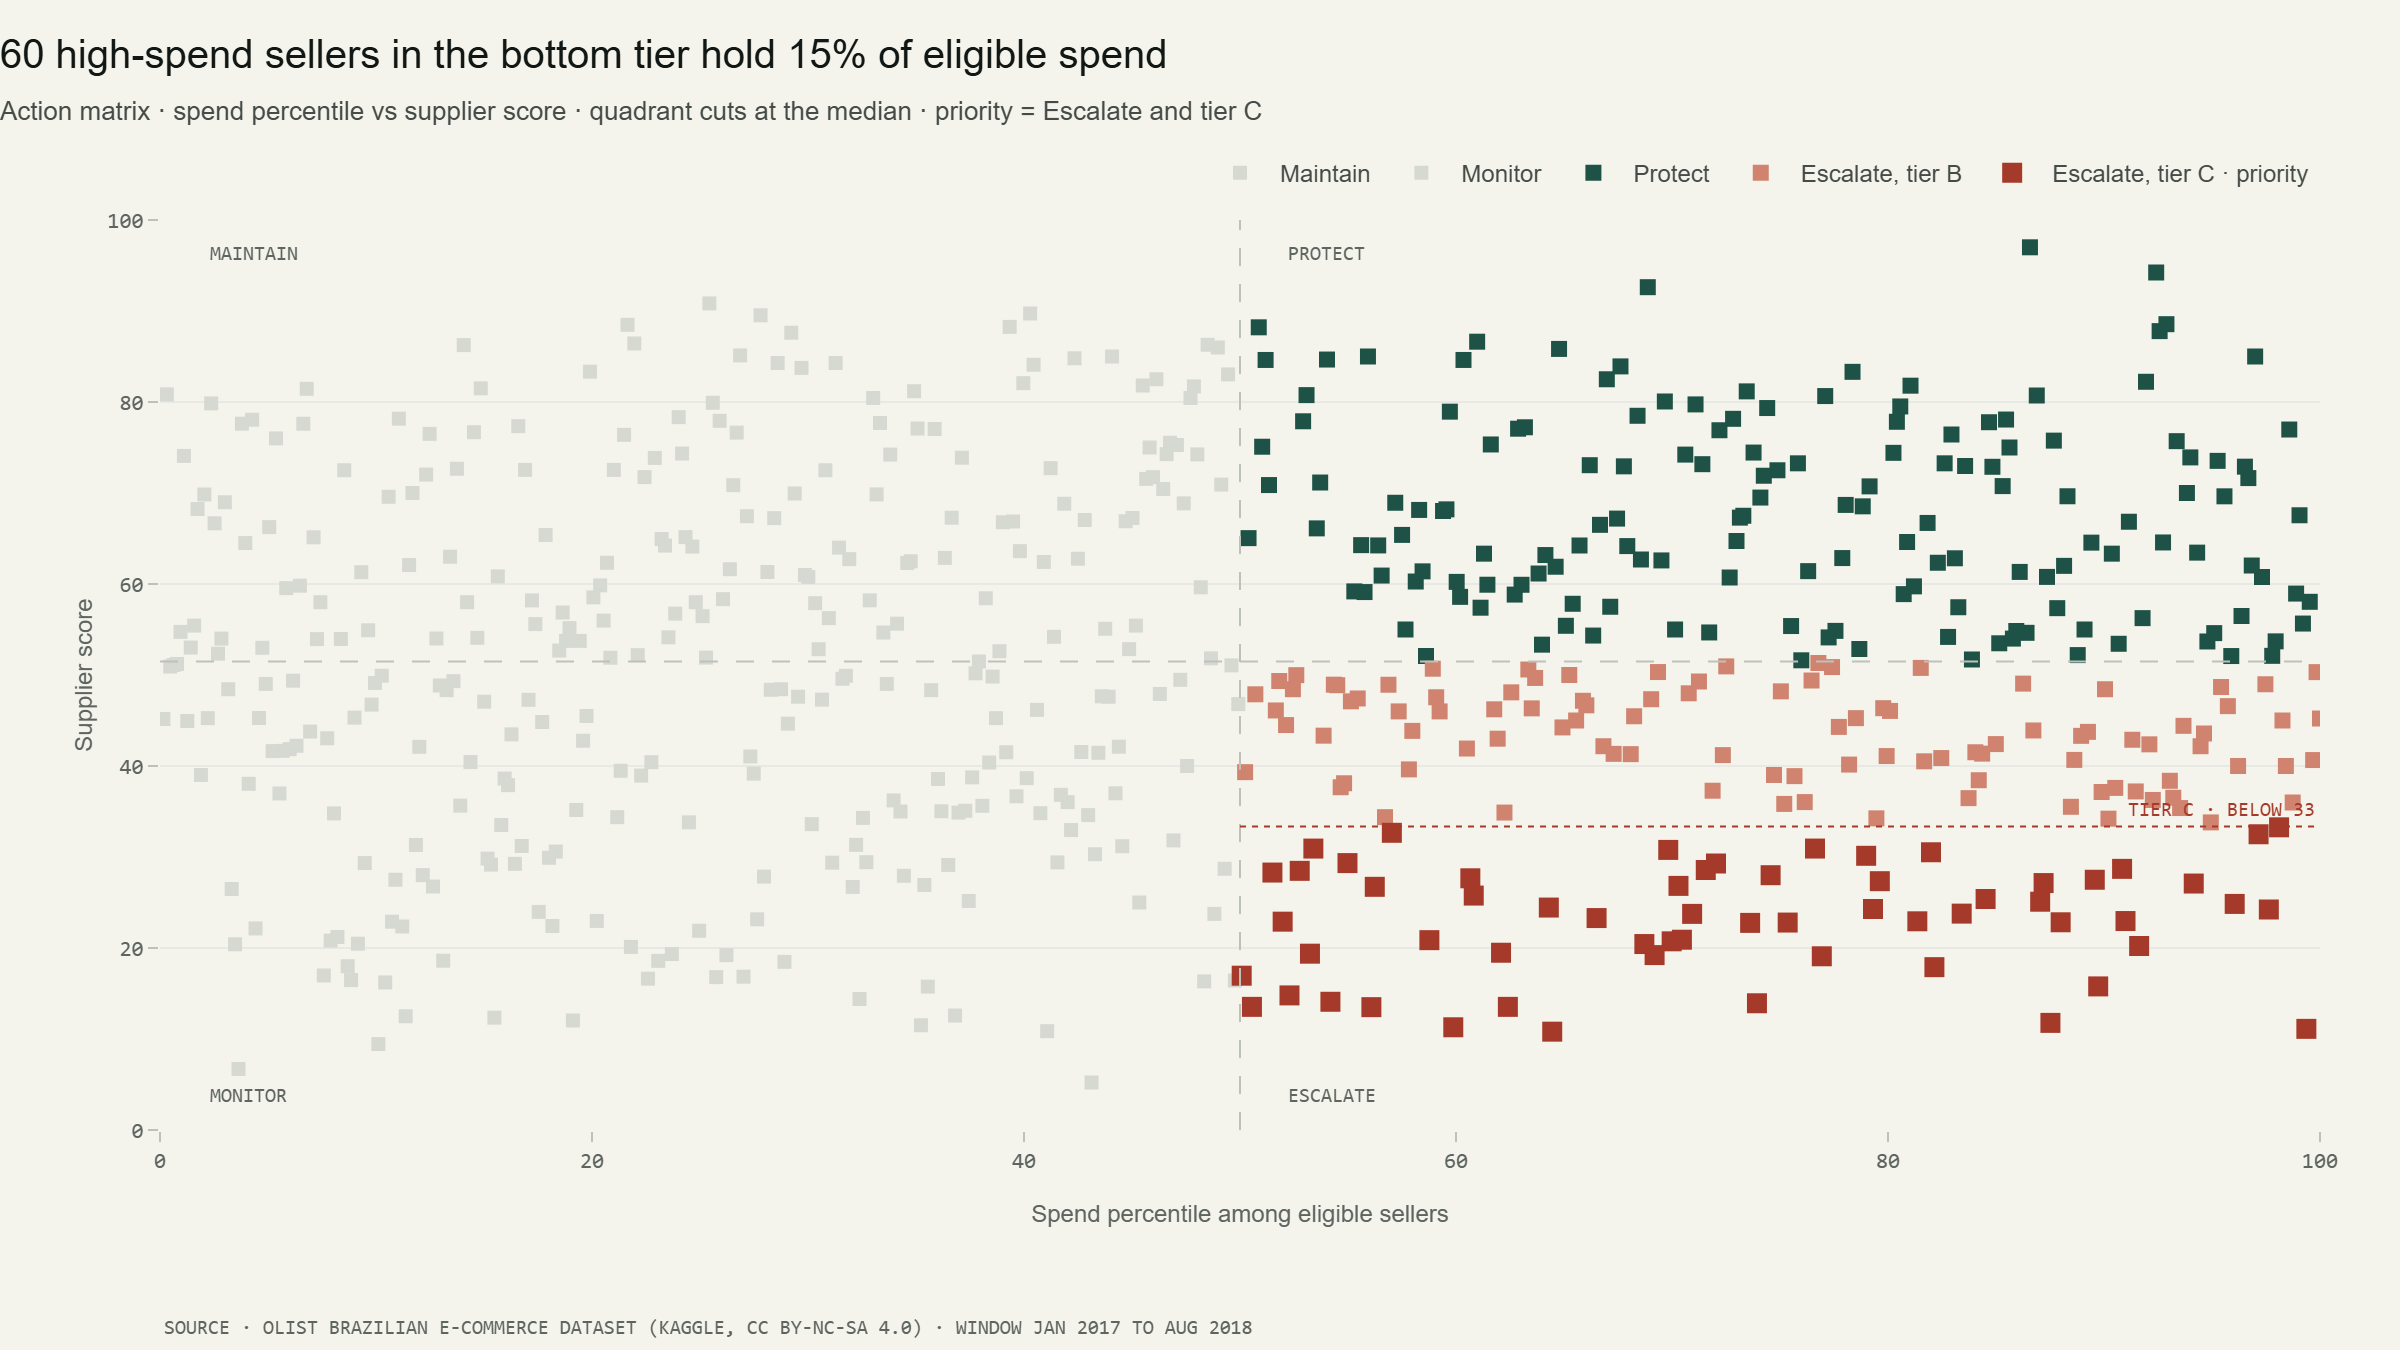 60 high-spend sellers in the bottom tier hold 15% of eligible spend
Action matrix · spend percentile vs supplier score · quadrant cuts at the median · priority = Escalate and tier C
Maintain Monitor Protect Escalate, tier B Escalate, tier C · priority
100
MAINTAIN PROTECT
80
60
Supplier score
40
TIER C · BELOW 33
20
MONITOR ESCALATE
0
0 20 40 60 80 100
Spend percentile among eligible sellers
SOURCE · OLIST BRAZILIAN E-COMMERCE DATASET (KAGGLE, CC BY-NC-SA 4.0) · WINDOW JAN 2017 TO AUG 2018